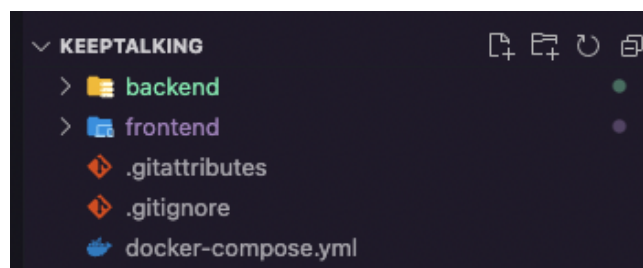 KEEPTALKING
backend
frontend
.gitattributes
.gitignore
docker-compose.yml